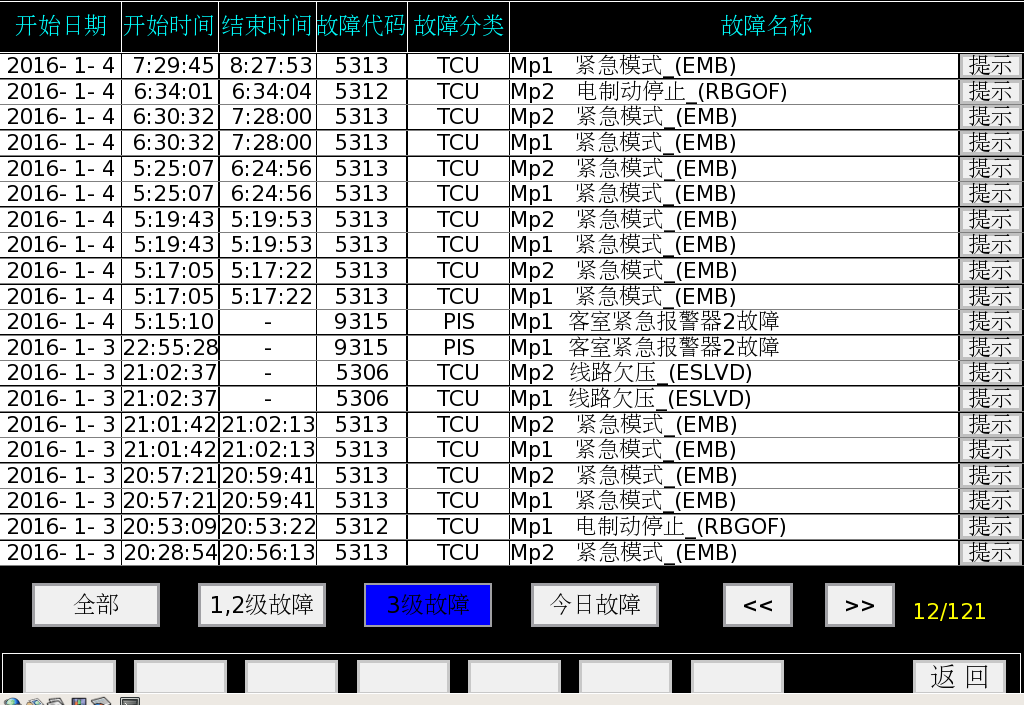 开始日期 开始时间 结束时间 故障代码 故障分类 故障名称
2016- 1- 4 7:29:45 8:27:53 5313 TCU Mp1 紧急模式_(EMB) 提示
2016- 1- 4 6:34:01 6:34:04 5312 TCU Mp2 电制动停止_(RBGOF) 提示
2016- 1- 4 6:30:32 7:28:00 5313 TCU Mp2 紧急模式_(EMB) 提示
2016- 1- 4 6:30:32 7:28:00 5313 TCU Mp1 紧急模式_(EMB) 提示
2016- 1- 4 5:25:07 6:24:56 5313 TCU Mp2 紧急模式_(EMB) 提示
2016- 1- 4 5:25:07 6:24:56 5313 TCU Mp1 紧急模式_(EMB) 提示
2016- 1- 4 5:19:43 5:19:53 5313 TCU Mp2 紧急模式_(EMB) 提示
2016- 1- 4 5:19:43 5:19:53 5313 TCU Mp1 紧急模式_(EMB) 提示
2016- 1- 4 5:17:05 5:17:22 5313 TCU Mp2 紧急模式_(EMB) 提示
2016- 1- 4 5:17:05 5:17:22 5313 TCU Mp1 紧急模式_(EMB) 提示
2016- 1- 4 5:15:10 - 9315 PIS Mp1 客室紧急报警器2故障 提示
2016- 1- 3 22:55:28 - 9315 PIS Mp1 客室紧急报警器2故障 提示
2016- 1- 3 21:02:37 - 5306 TCU Mp2 线路欠压_(ESLVD) 提示
2016- 1- 3 21:02:37 - 5306 TCU Mp1 线路欠压_(ESLVD) 提示
2016- 1- 3 21:01:42 21:02:13 5313 TCU Mp2 紧急模式_(EMB) 提示
2016- 1- 3 21:01:42 21:02:13 5313 TCU Mp1 紧急模式_(EMB) 提示
2016- 1- 3 20:57:21 20:59:41 5313 TCU Mp2 紧急模式_(EMB) 提示
2016- 1- 3 20:57:21 20:59:41 5313 TCU Mp1 紧急模式_(EMB) 提示
2016- 1- 3 20:53:09 20:53:22 5312 TCU Mp1 电制动停止_(RBGOF) 提示
2016- 1- 3 20:28:54 20:56:13 5313 TCU Mp2 紧急模式_(EMB) 提示
全部 1,2级故障 3级故障 今日故障 << >> 12/121
返 回